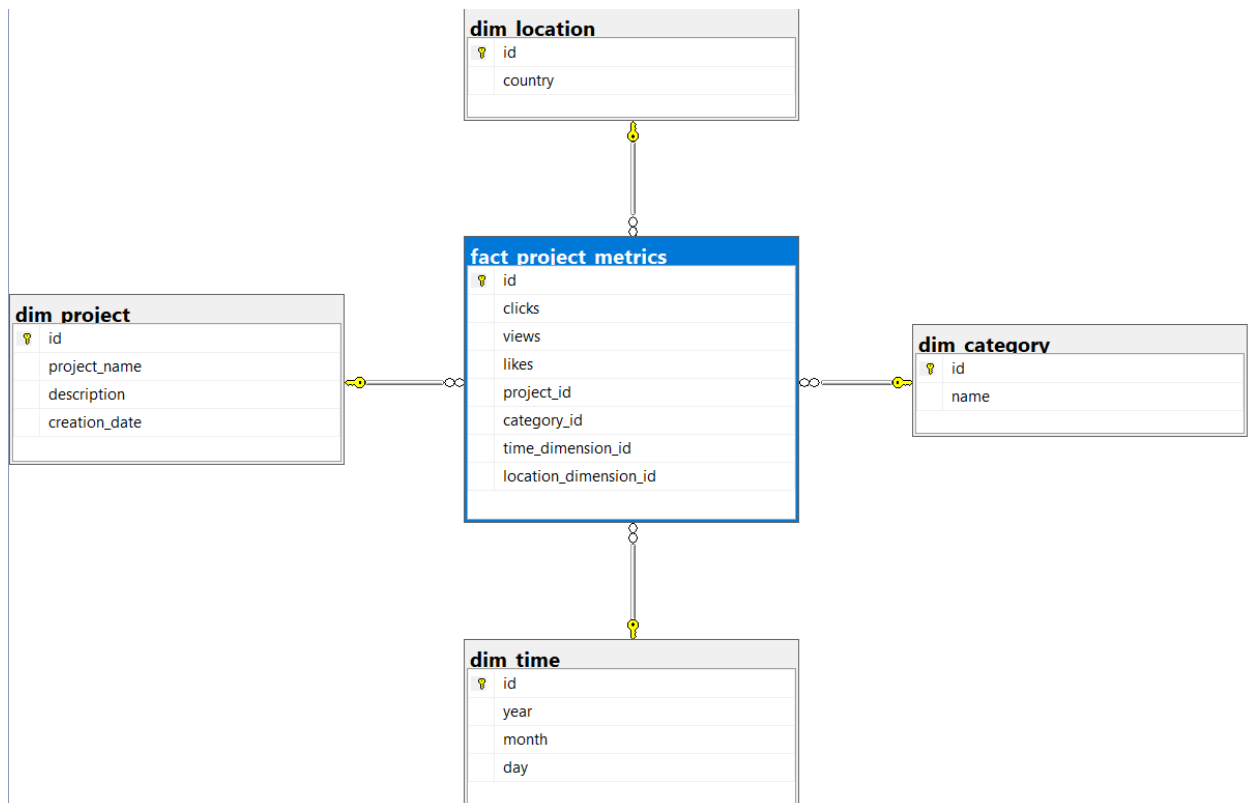 dim_location
id
country
fact_project_metrics
id
clicks
views
likes
project_id
category_id
time_dimension_id
location_dimension_id
dim_project
id
project_name
description
creation_date
dim_category
id
name
dim_time
id
year
month
day